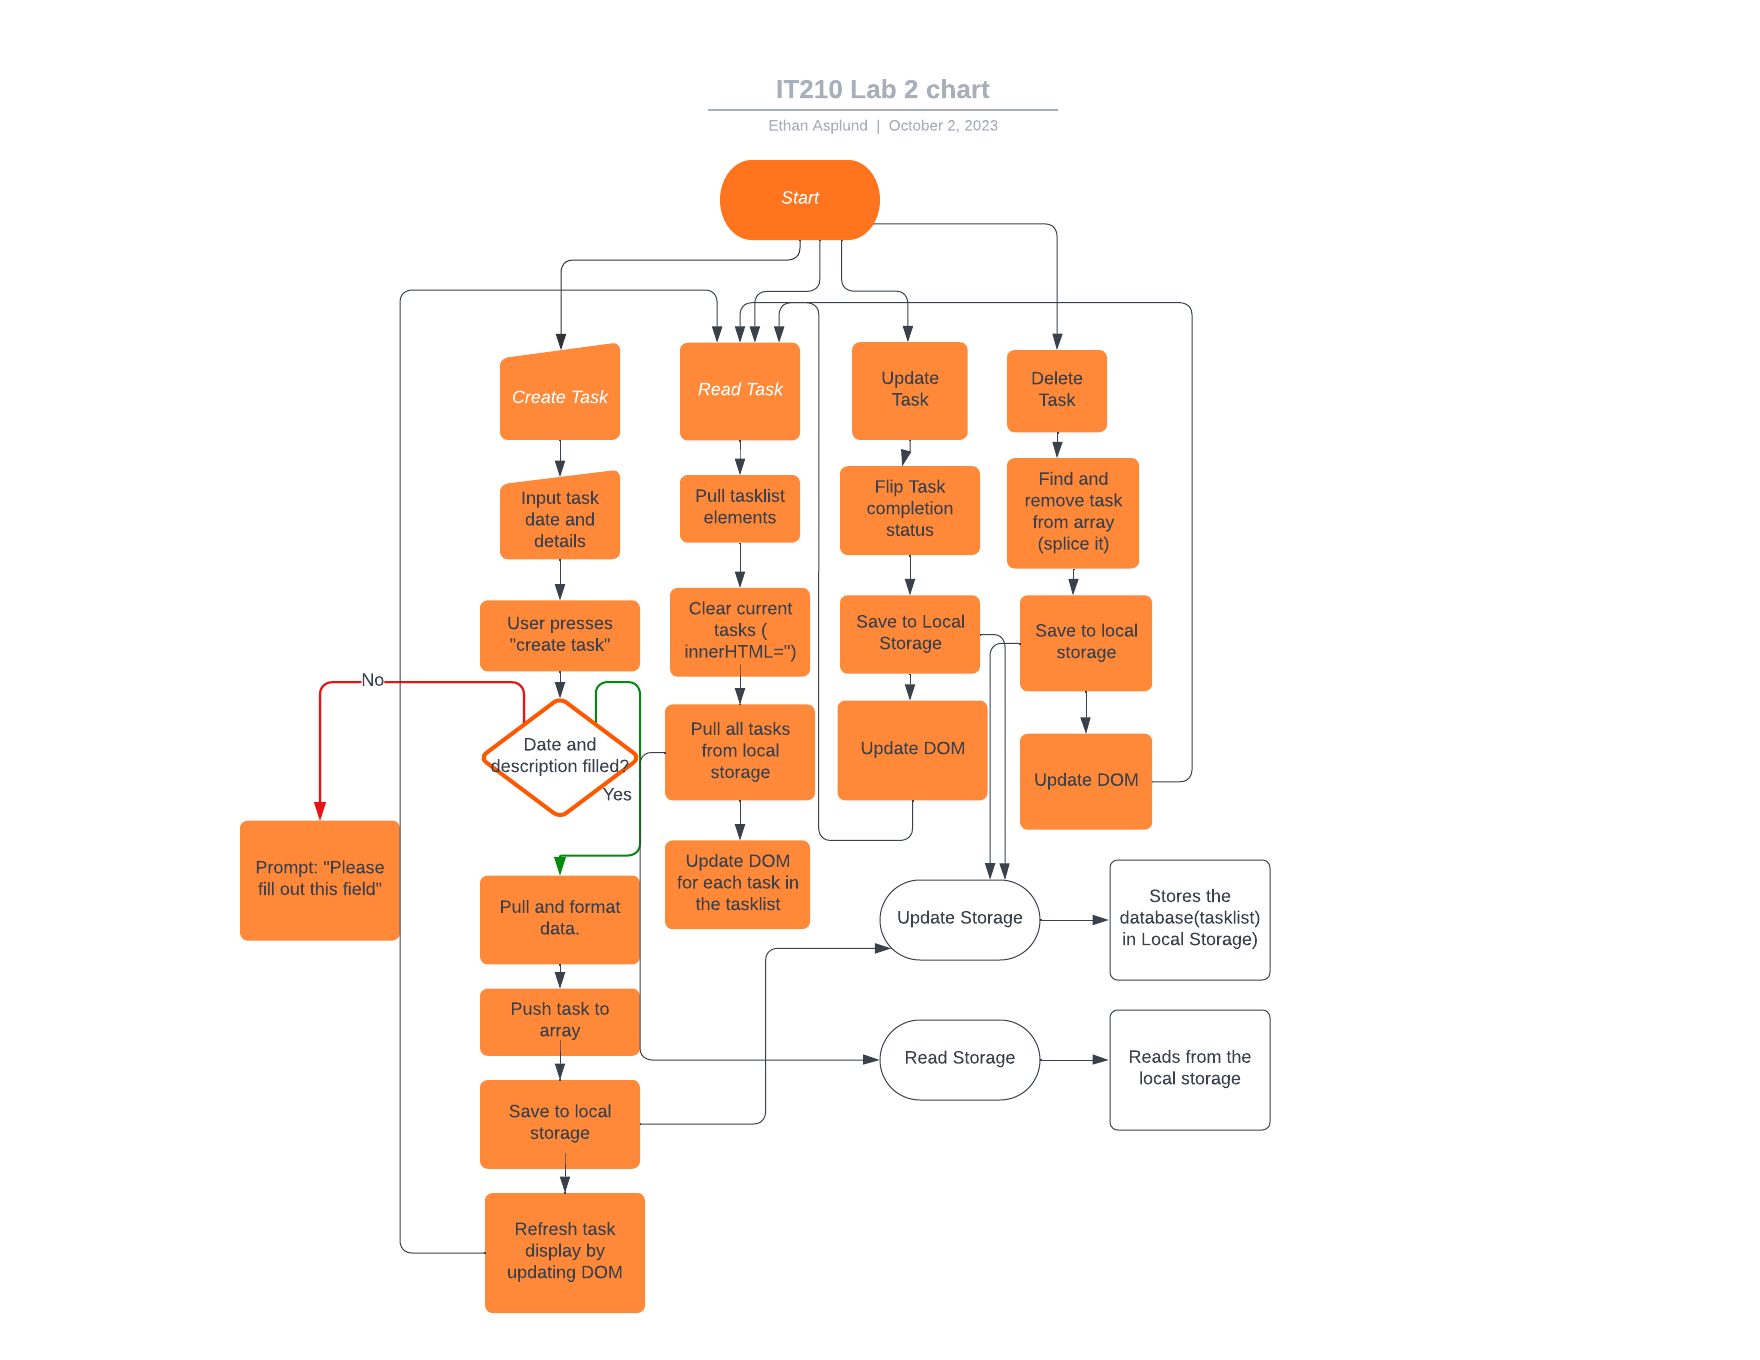 IT210 Lab 2 chart
Ethan Asplund | October 2, 2023
Start
Create Task
Read Task
Update
Task
Delete
Task
Input task
date and
details
Pull tasklist
elements
Flip Task
completion
status
Find and
remove task
from array
(splice it)
User presses
"create task"
Clear current
tasks (
innerHTML='')
Save to Local
Storage
Save to local
storage
No
Date and
description filled?
Yes
Pull all tasks
from local
storage
Update DOM
Update DOM
Prompt: "Please
fill out this field"
Pull and format
data.
Update DOM
for each task in
the tasklist
Update Storage
Stores the
database(tasklist)
in Local Storage)
Push task to
array
Read Storage
Reads from the
local storage
Save to local
storage
Refresh task
display by
updating DOM